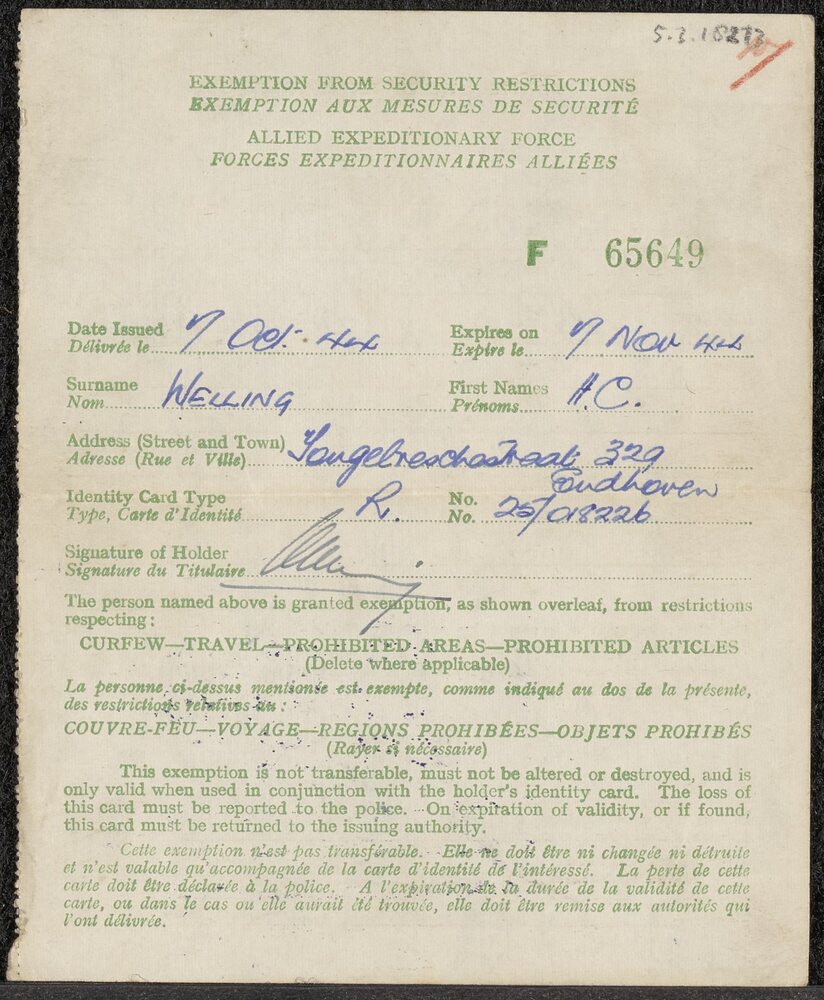 5.3.1827
EXEMPTION FROM SECURITY RESTRICTIONS
EXEMPTION AUX MESURES DE SECURITÉ
ALLIED EXPEDITIONARY FORCE
FORCES EXPEDITIONNAIRES ALLIÉES
F 65649
Date Issued 7 Oct. 44 Expires on 7 Nov 44
Délivrée le Expire le
Surname WELLING First Names H.C.
Nom Prénoms
Address (Street and Town) Tongelreschestraat 329
Adresse (Rue et Ville) Eindhoven
Identity Card Type R. No. 25/018226
Type, Carte d'Identité No.
Signature of Holder
Signature du Titulaire
The person named above is granted exemption, as shown overleaf, from restrictions
respecting:
CURFEW—TRAVEL—PROHIBITED AREAS—PROHIBITED ARTICLES
(Delete where applicable)
La personne ci-dessus mentionée est exempte, comme indiqué au dos de la présente,
des restrictions relatives au:
COUVRE-FEU—VOYAGE—REGIONS PROHIBÉES—OBJETS PROHIBÉS
(Rayer si nécessaire)
This exemption is not transferable, must not be altered or destroyed, and is
only valid when used in conjunction with the holder's identity card. The loss of
this card must be reported to the police. On expiration of validity, or if found,
this card must be returned to the issuing authority.
Cette exemption n'est pas transférable. Elle ne doit être ni changée ni détruite
et n'est valable qu'accompagnée de la carte d'identité de l'intéressé. La perte de cette
carte doit être déclarée à la police. A l'expiration de la durée de la validité de cette
carte, ou dans le cas ou elle aurait été trouvée, elle doit être remise aux autorités qui
l'ont délivrée.